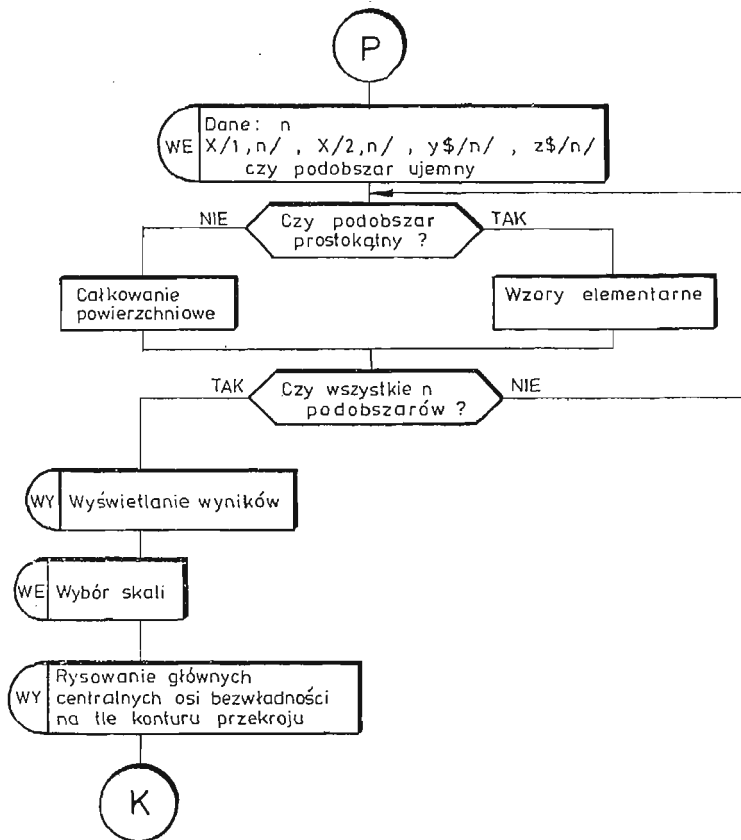 P
WE
Dane: n
X/1,n/ , X/2,n/ , y$/n/ , z$/n/
czy podobszar ujemny
NIE
Czy podobszar
prostokątny ?
TAK
Całkowanie
powierzchniowe
Wzory elementarne
TAK
Czy wszystkie n
podobszarów ?
NIE
WY
Wyświetlanie wyników
WE
Wybór skali
WY
Rysowanie głównych
centralnych osi bezwładności
na tle konturu przekroju
K